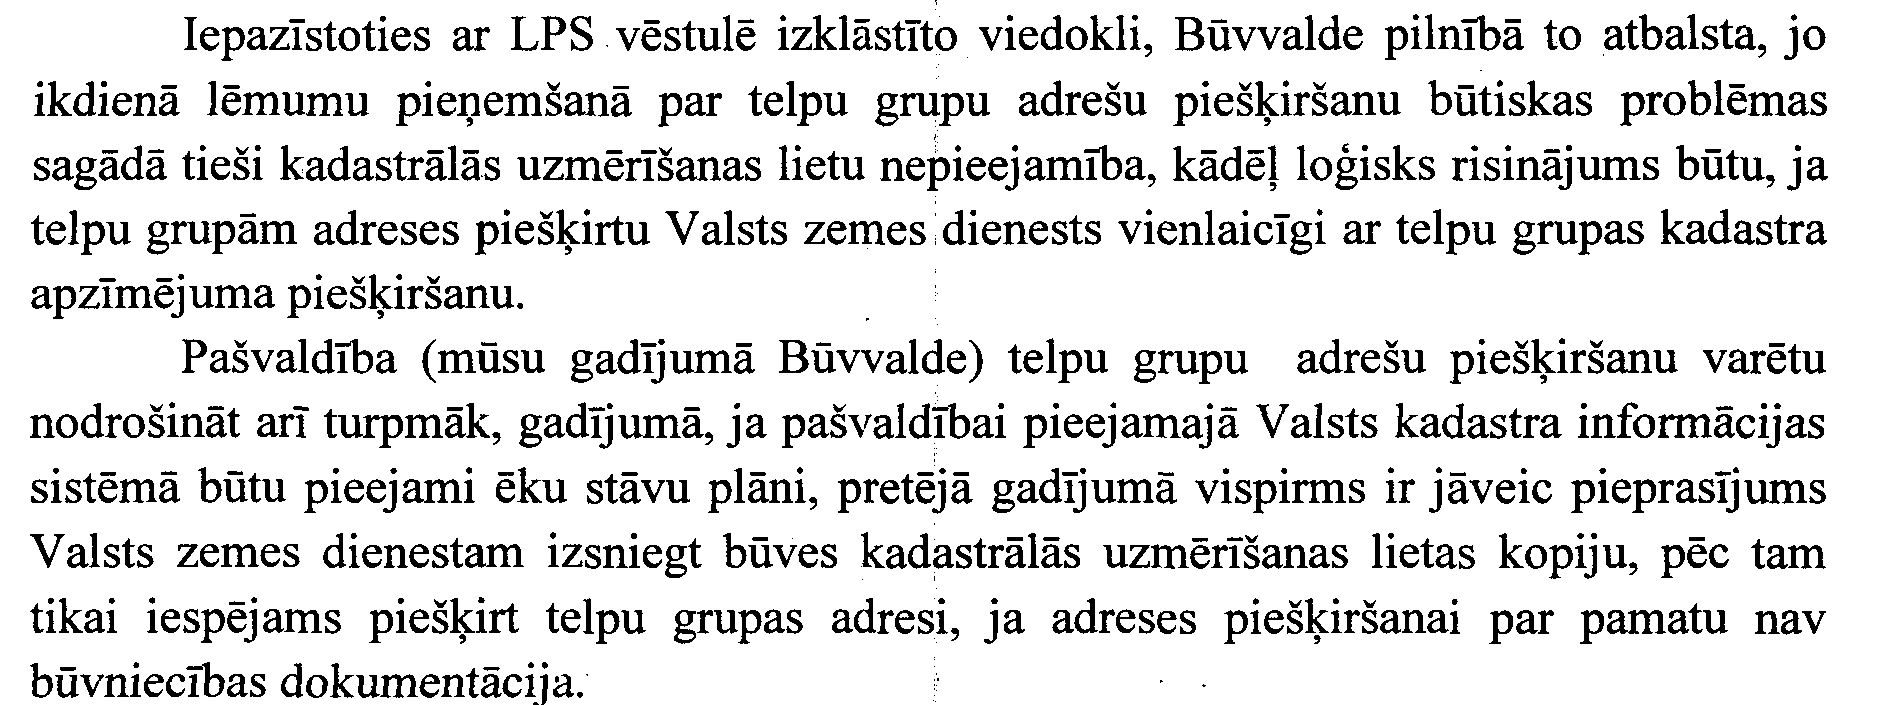 Iepazīstoties ar LPS vēstulē izklāstīto viedokli, Būvvalde pilnībā to atbalsta, jo
ikdienā lēmumu pieņemšanā par telpu grupu adrešu piešķiršanu būtiskas problēmas
sagādā tieši kadastrālās uzmērīšanas lietu nepieejamība, kādēļ loģisks risinājums būtu, ja
telpu grupām adreses piešķirtu Valsts zemes dienests vienlaicīgi ar telpu grupas kadastra
apzīmējuma piešķiršanu.
Pašvaldība (mūsu gadījumā Būvvalde) telpu grupu adrešu piešķiršanu varētu
nodrošināt arī turpmāk, gadījumā, ja pašvaldībai pieejamajā Valsts kadastra informācijas
sistēmā būtu pieejami ēku stāvu plāni, pretējā gadījumā vispirms ir jāveic pieprasījums
Valsts zemes dienestam izsniegt būves kadastrālās uzmērīšanas lietas kopiju, pēc tam
tikai iespējams piešķirt telpu grupas adresi, ja adreses piešķiršanai par pamatu nav
būvniecības dokumentācija.